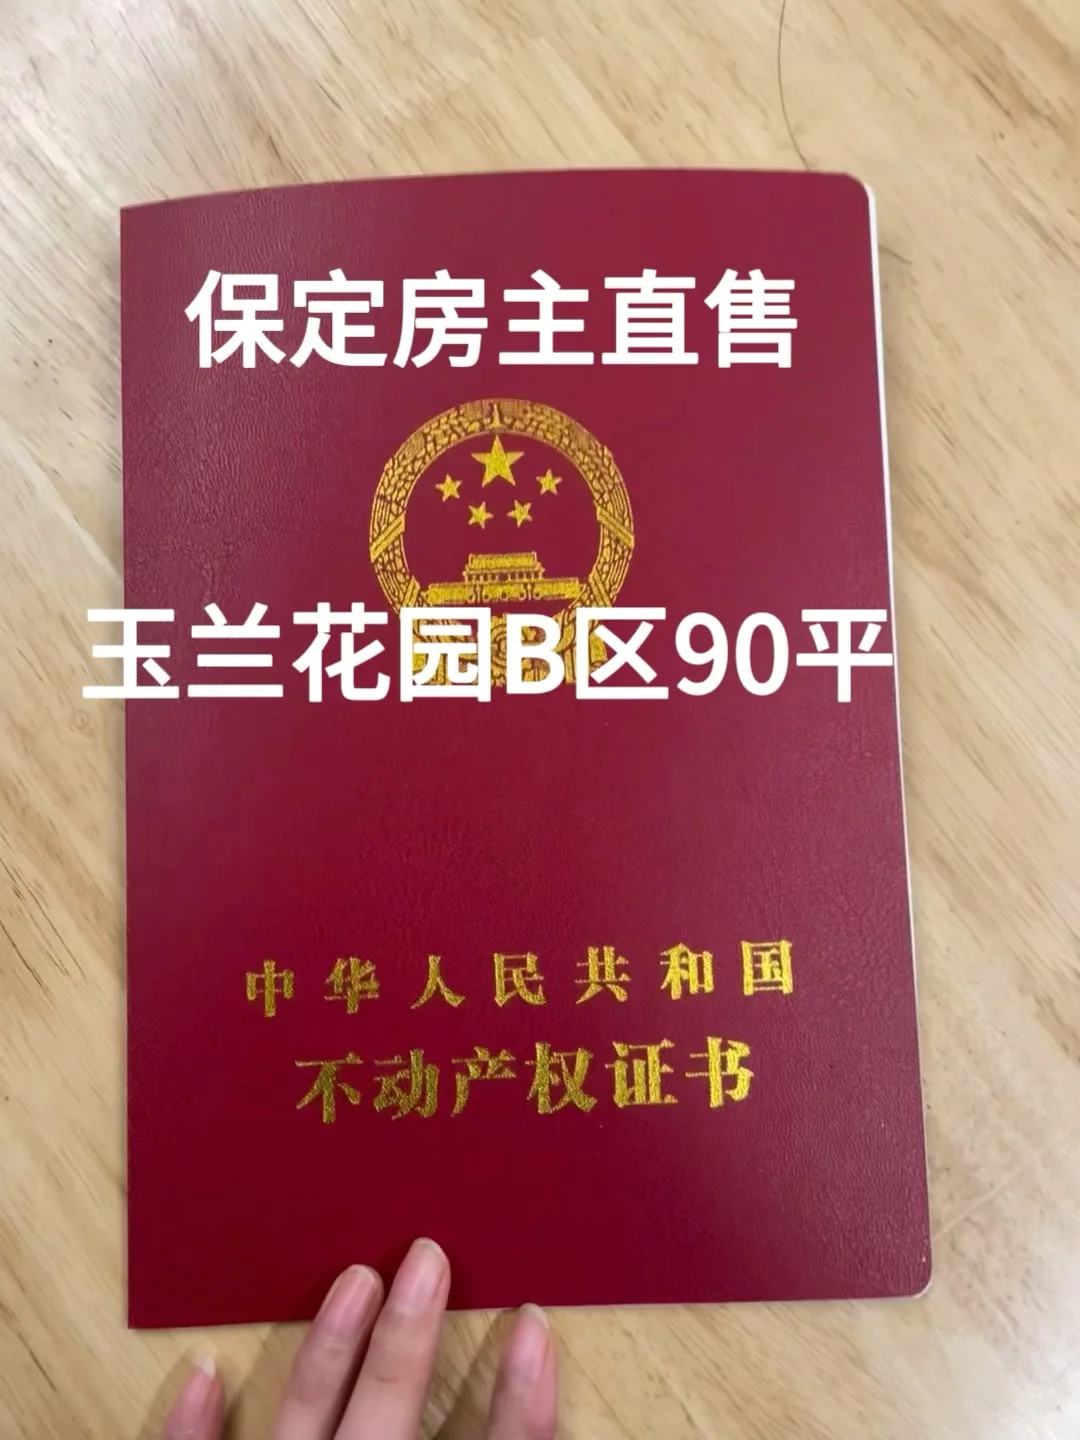 保定房主直售
玉兰花园B区90平
中华人民共和国
不动产权证书